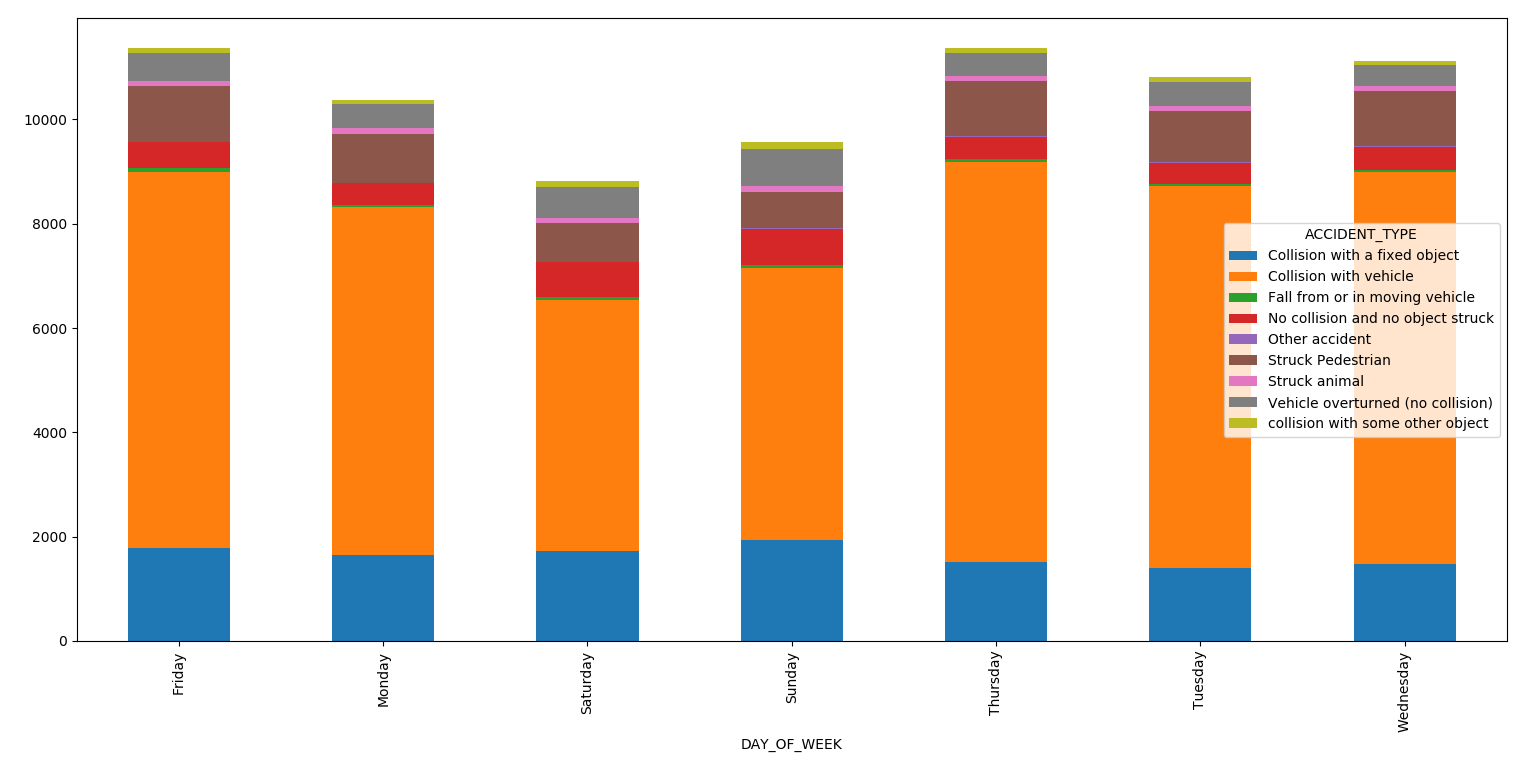 10000
8000
6000
4000
2000
0
ACCIDENT_TYPE
Collision with a fixed object
Collision with vehicle
Fall from or in moving vehicle
No collision and no object struck
Other accident
Struck Pedestrian
Struck animal
Vehicle overturned (no collision)
collision with some other object
Friday
Monday
Saturday
Sunday
Thursday
Tuesday
Wednesday
DAY_OF_WEEK